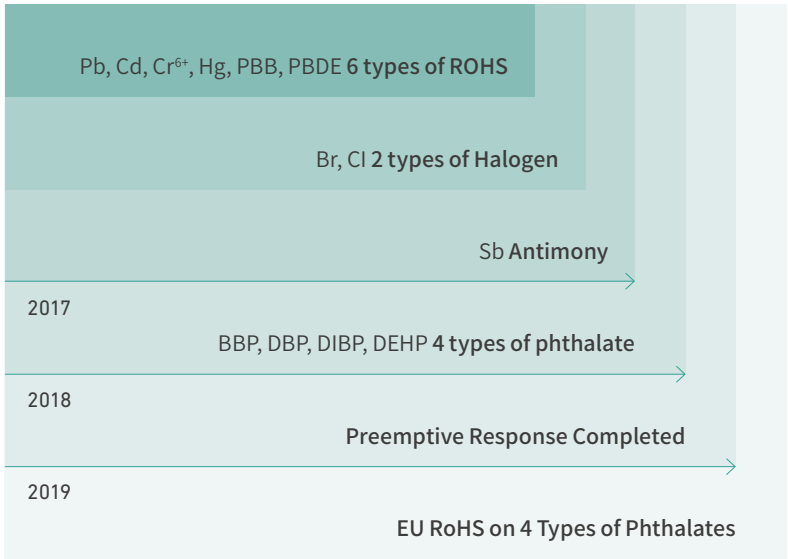 Pb, Cd, Cr6+, Hg, PBB, PBDE 6 types of ROHS
Br, CI 2 types of Halogen
Sb Antimony
2017
BBP, DBP, DIBP, DEHP 4 types of phthalate
2018
Preemptive Response Completed
2019
EU RoHS on 4 Types of Phthalates